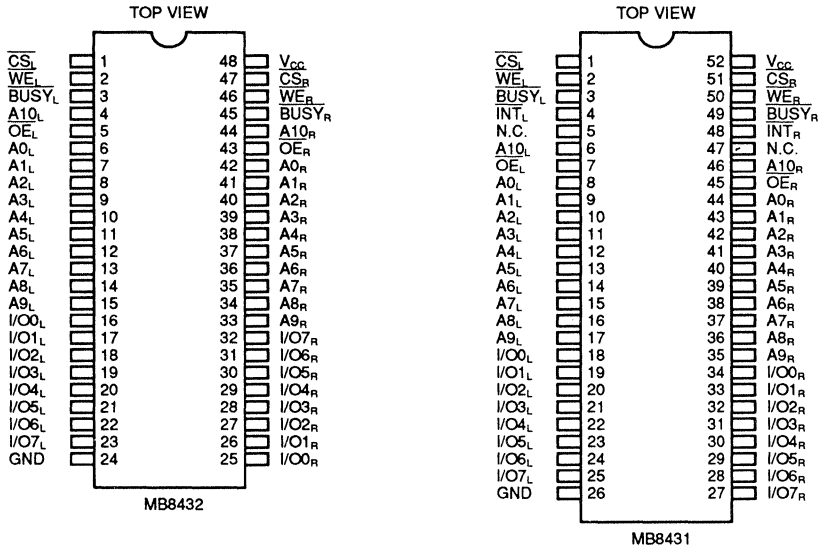 TOP VIEW
CSL 1 48 VCC
WEL 2 47 CSR
BUSYL 3 46 WER
A10L 4 45 BUSYR
OEL 5 44 A10R
A0L 6 43 OER
A1L 7 42 A0R
A2L 8 41 A1R
A3L 9 40 A2R
A4L 10 39 A3R
A5L 11 38 A4R
A6L 12 37 A5R
A7L 13 36 A6R
A8L 14 35 A7R
A9L 15 34 A8R
I/O0L 16 33 A9R
I/O1L 17 32 I/O7R
I/O2L 18 31 I/O6R
I/O3L 19 30 I/O5R
I/O4L 20 29 I/O4R
I/O5L 21 28 I/O3R
I/O6L 22 27 I/O2R
I/O7L 23 26 I/O1R
GND 24 25 I/O0R
MB8432
TOP VIEW
CSL 1 52 VCC
WEL 2 51 CSR
BUSYL 3 50 WER
INTL 4 49 BUSYR
N.C. 5 48 INTR
A10L 6 47 N.C.
OEL 7 46 A10R
A0L 8 45 OER
A1L 9 44 A0R
A2L 10 43 A1R
A3L 11 42 A2R
A4L 12 41 A3R
A5L 13 40 A4R
A6L 14 39 A5R
A7L 15 38 A6R
A8L 16 37 A7R
A9L 17 36 A8R
I/O0L 18 35 A9R
I/O1L 19 34 I/O0R
I/O2L 20 33 I/O1R
I/O3L 21 32 I/O2R
I/O4L 22 31 I/O3R
I/O5L 23 30 I/O4R
I/O6L 24 29 I/O5R
I/O7L 25 28 I/O6R
GND 26 27 I/O7R
MB8431